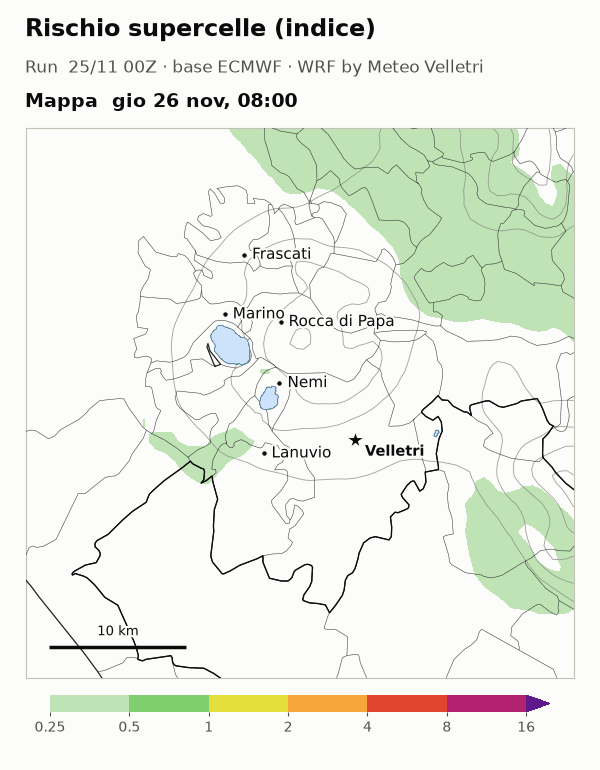 Rischio supercelle (indice)
Run  25/11 00Z · base ECMWF · WRF by Meteo Velletri
Mappa  gio 26 nov, 08:00
Frascati
Marino
Rocca di Papa
Nemi
Velletri
Lanuvio
10 km
0.25 0.5 1 2 4 8 16